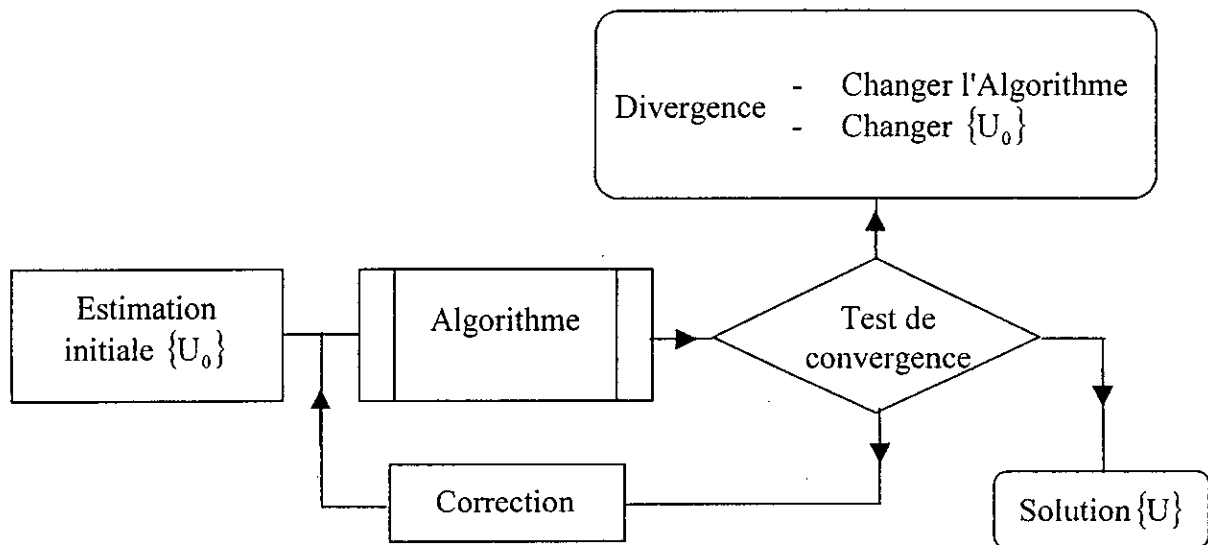 Divergence - Changer l'Algorithme
- Changer {U₀}
Estimation
initiale {U₀}
Algorithme
Test de
convergence
Correction
Solution {U}